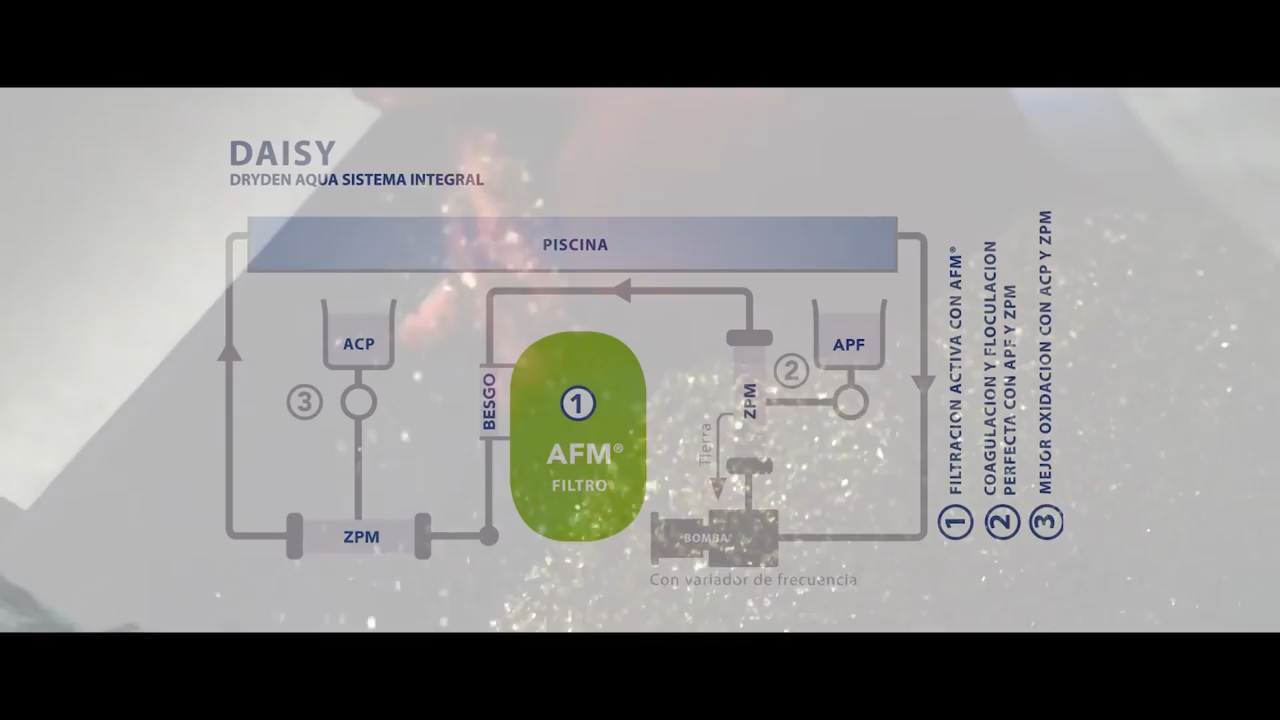 DAISY
DRYDEN AQUA SISTEMA INTEGRAL
PISCINA
ACP
APF
3
BESGO
1
AFM®
FILTRO
2
ZPM
Tierra
ZPM
BOMBA
Con variador de frecuencia
1 FILTRACION ACTIVA CON AFM®
2 COAGULACION Y FLOCULACION
PERFECTA CON APF Y ZPM
3 MEJOR OXIDACION CON ACP Y ZPM